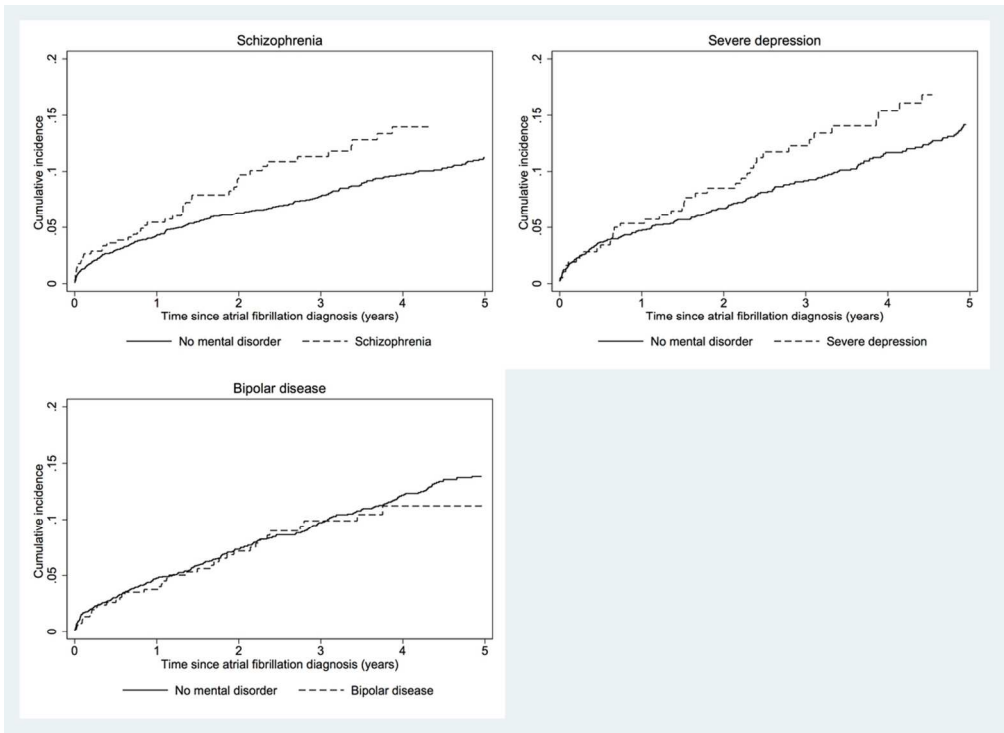 Schizophrenia
Cumulative incidence
.2
.15
.1
.05
0
0 1 2 3 4 5
Time since atrial fibrillation diagnosis (years)
No mental disorder Schizophrenia
Severe depression
Cumulative incidence
.2
.15
.1
.05
0
0 1 2 3 4 5
Time since atrial fibrillation diagnosis (years)
No mental disorder Severe depression
Bipolar disease
Cumulative incidence
.2
.15
.1
.05
0
0 1 2 3 4 5
Time since atrial fibrillation diagnosis (years)
No mental disorder Bipolar disease